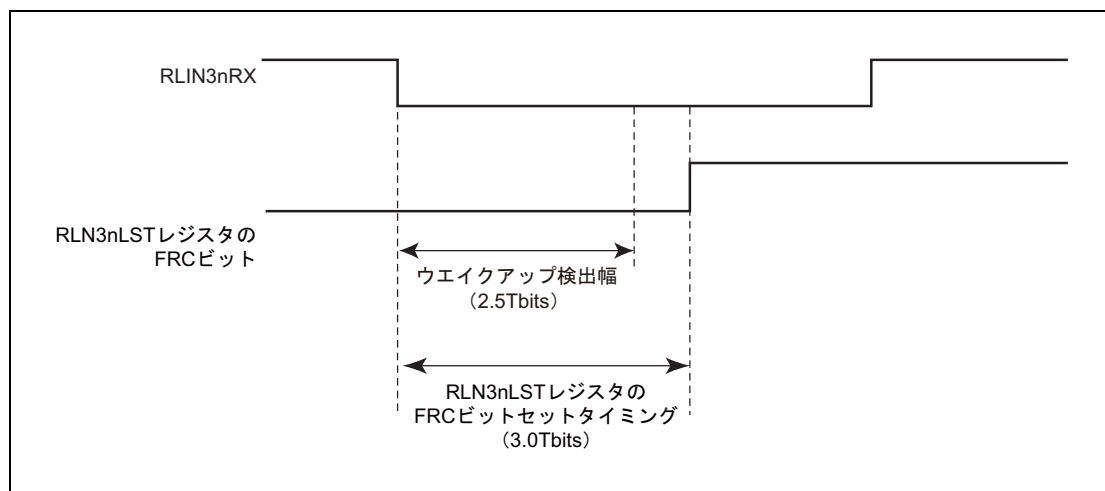 RLIN3nRX
RLN3nLSTレジスタの
FRCビット
ウエイクアップ検出幅
（2.5Tbits）
RLN3nLSTレジスタの
FRCビットセットタイミング
（3.0Tbits）